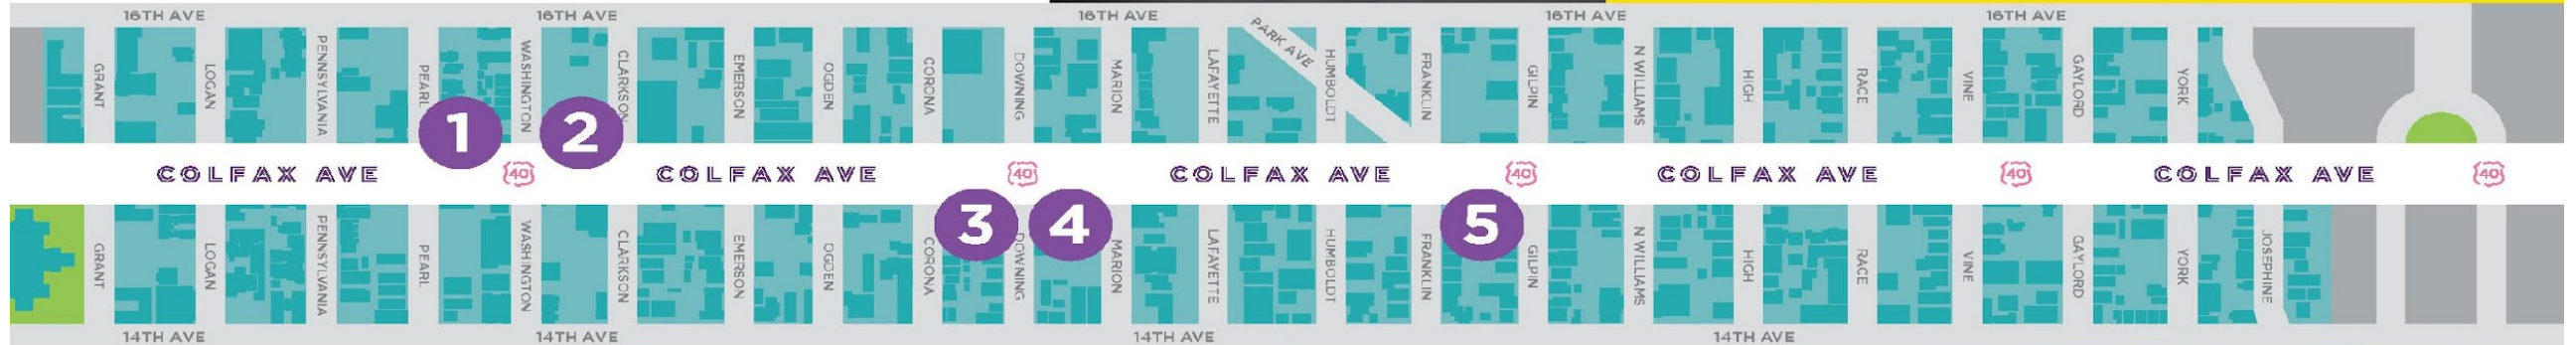 16TH AVE 16TH AVE 16TH AVE 16TH AVE 16TH AVE
PARK AVE
GRANT LOGAN PENNSYLVANIA PEARL WASHINGTON CLARKSON EMERSON OGDEN CORONA DOWNING MARION LAFAYETTE HUMBOLDT FRANKLIN GILPIN N WILLIAMS HIGH RACE VINE GAYLORD YORK
1 2
COLFAX AVE 40 COLFAX AVE 40 COLFAX AVE 40 COLFAX AVE 40 COLFAX AVE 40
3 4 5
GRANT LOGAN PENNSYLVANIA PEARL WASHINGTON CLARKSON EMERSON OGDEN CORONA DOWNING MARION LAFAYETTE HUMBOLDT FRANKLIN GILPIN N WILLIAMS HIGH RACE VINE GAYLORD YORK JOSEPHINE
14TH AVE 14TH AVE 14TH AVE 14TH AVE